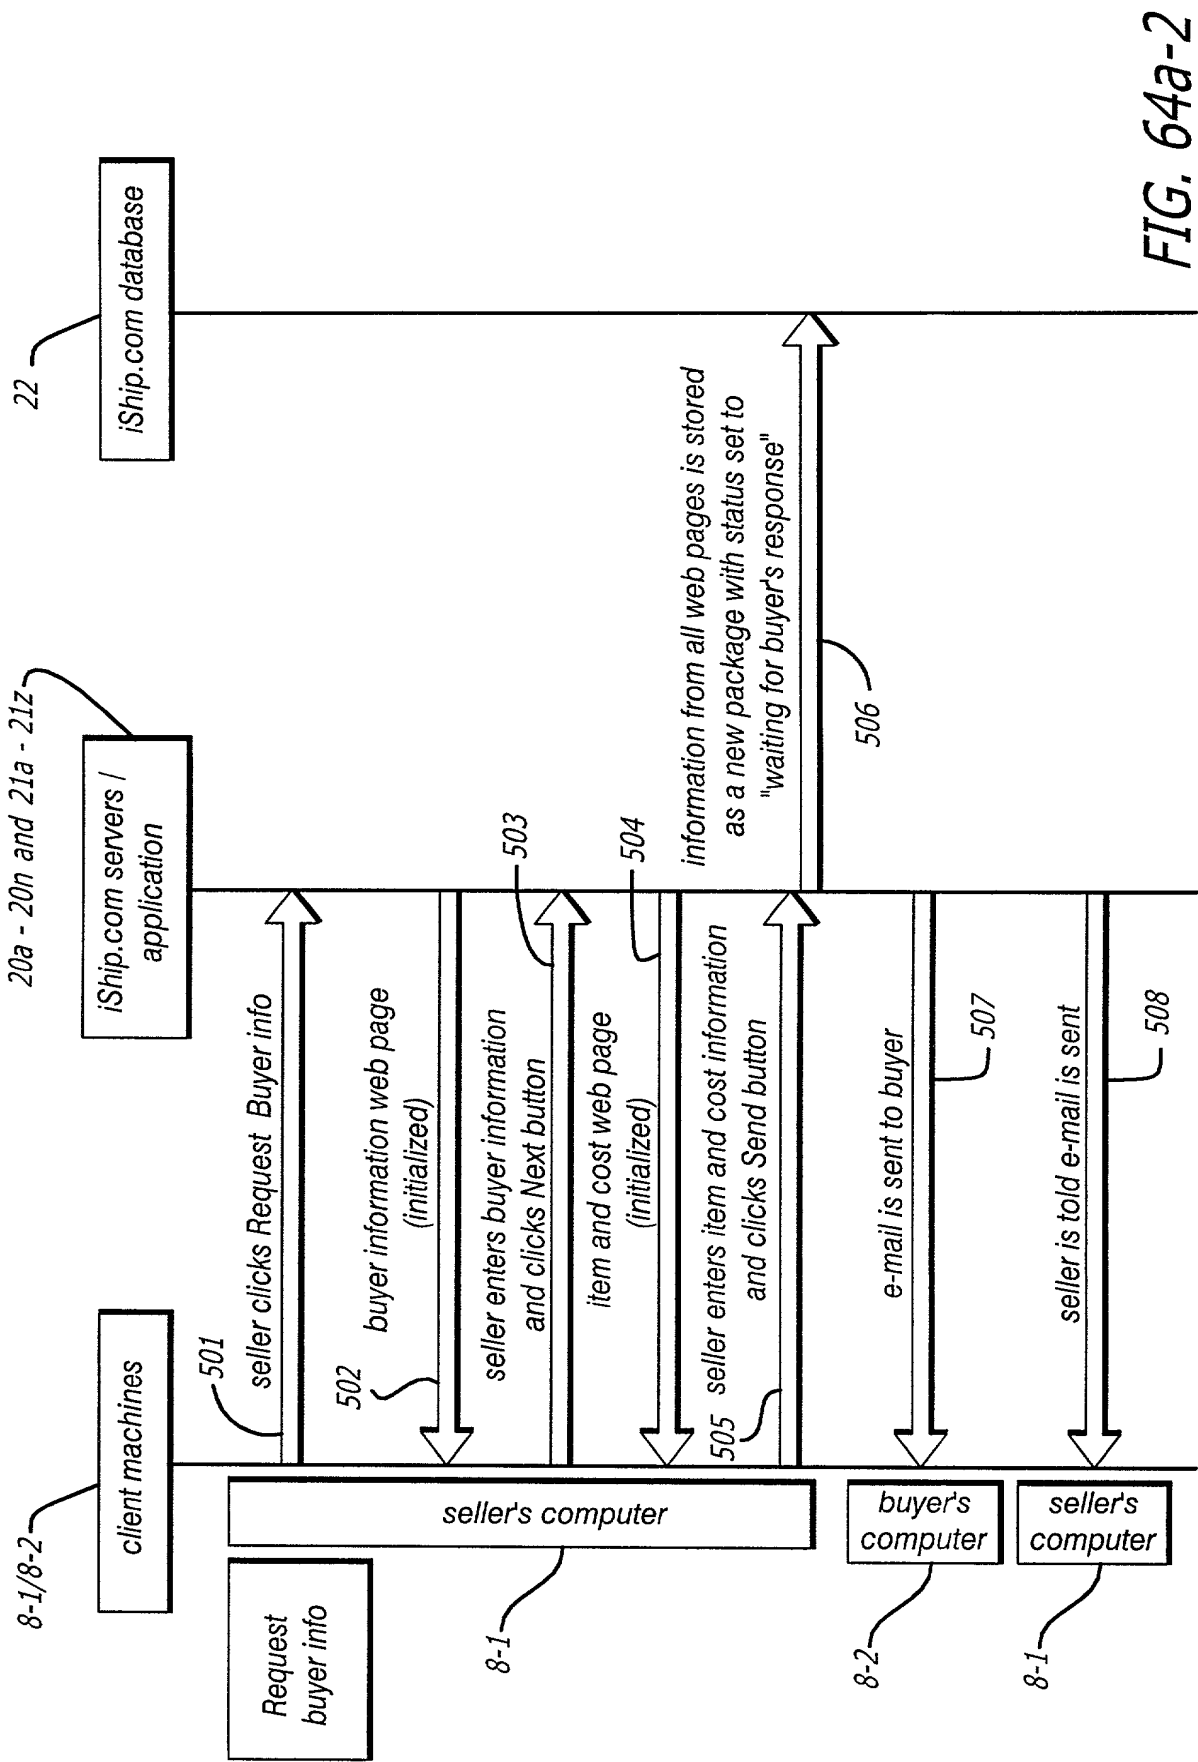 8-1/8-2
client machines
20a - 20n and 21a - 21z
iShip.com servers /
application
22
iShip.com database
Request
buyer info
seller's computer
8-1
501
seller clicks Request Buyer info
502
buyer information web page
(initialized)
seller enters buyer information
and clicks Next button
503
item and cost web page
(initialized)
504
505
seller enters item and cost information
and clicks Send button
information from all web pages is stored
as a new package with status set to
"waiting for buyer's response"
506
buyer's
computer
8-2
e-mail is sent to buyer
507
seller's
computer
8-1
seller is told e-mail is sent
508
FIG. 64a-2